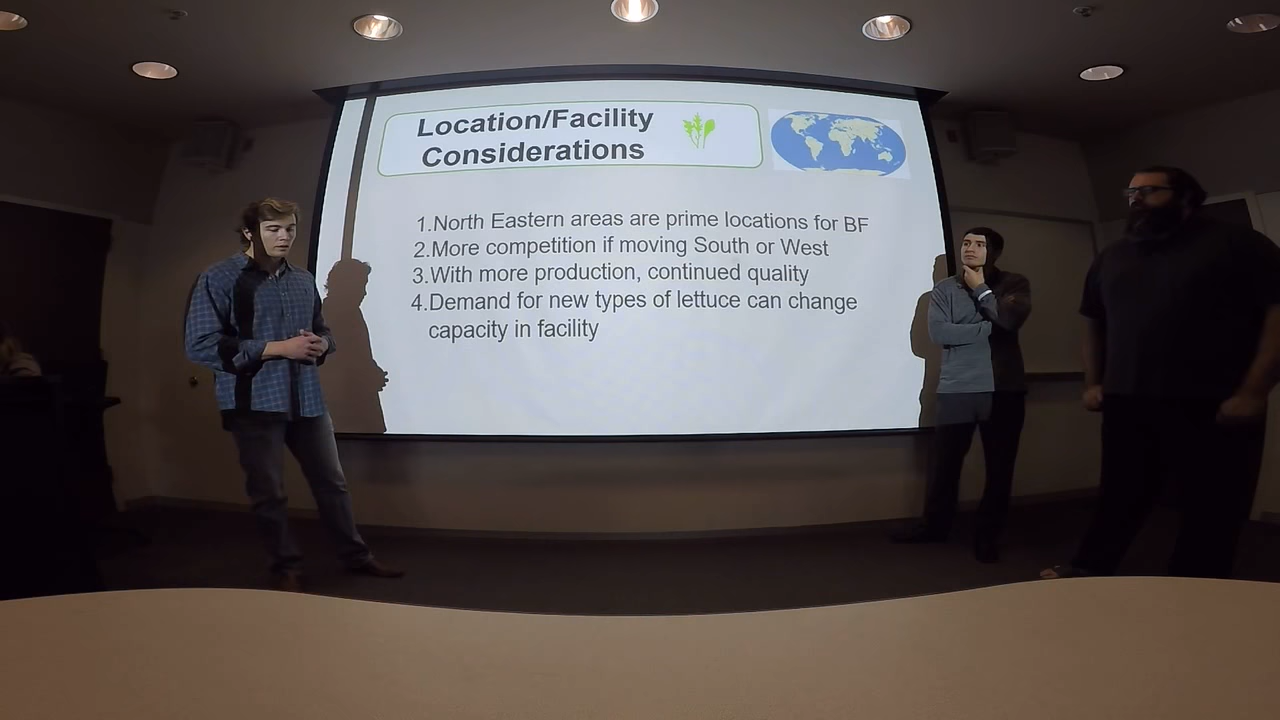 Location/Facility
Considerations
1.North Eastern areas are prime locations for BF
2.More competition if moving South or West
3.With more production, continued quality
4.Demand for new types of lettuce can change
capacity in facility